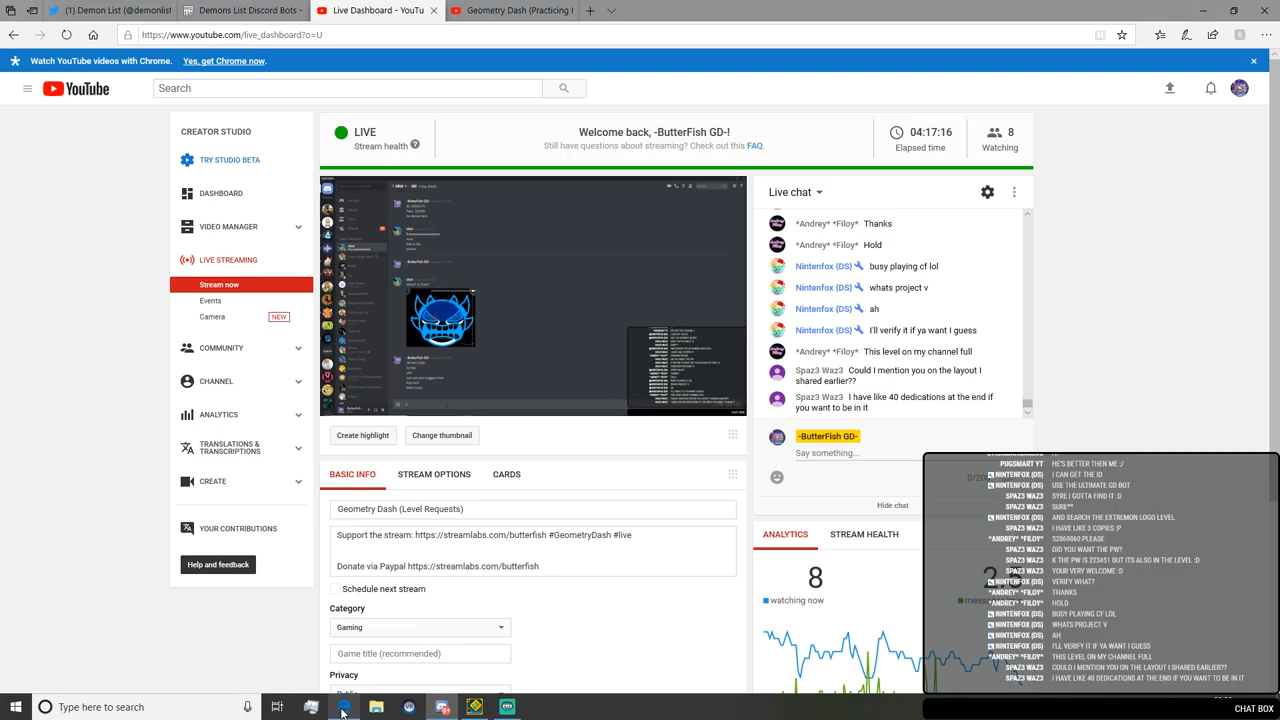 Demon List (@demonlist
Demons List Discord Bots -
Live Dashboard - YouTu
Geometry Dash (Practicing I
https://www.youtube.com/live_dashboard?o=U
Watch YouTube videos with Chrome. Yes, get Chrome now.
YouTube
Search
CREATOR STUDIO
TRY STUDIO BETA
DASHBOARD
VIDEO MANAGER
LIVE STREAMING
Stream now
Events
Camera
NEW
COMMUNITY
CHANNEL
ANALYTICS
TRANSLATIONS &
TRANSCRIPTIONS
CREATE
YOUR CONTRIBUTIONS
Help and feedback
LIVE
Stream health
Welcome back, -ButterFish GD-!
Still have questions about streaming? Check out this FAQ.
04:17:16
Elapsed time
8
Watching
Create highlight
Change thumbnail
BASIC INFO
STREAM OPTIONS
CARDS
Geometry Dash (Level Requests)
Support the stream: https://streamlabs.com/butterfish #GeometryDash #live
Donate via Paypal https://streamlabs.com/butterfish
Schedule next stream
Category
Gaming
Game title (recommended)
Privacy
Live chat
*Andrey* *Filoy* Thanks
*Andrey* *Filoy* Hold
Nintenfox {DS} busy playing cf lol
Nintenfox {DS} whats project v
Nintenfox {DS} ah
Nintenfox {DS} I'll verify it if ya want I guess
*Andrey* *Filoy* This level on my channel full
Spaz3 Waz3 Could I mention you on the layout I
shared earlier??
Spaz3 Waz3 I have like 40 dedications at the end if
you want to be in it
-ButterFish GD-
Say something...
Hide chat
ANALYTICS
STREAM HEALTH
8
watching now
PUGSMART YT HE'S BETTER THEN ME :/
NINTENFOX {DS} I CAN GET THE ID
NINTENFOX {DS} USE THE ULTIMATE GD BOT
SPAZ3 WAZ3 SYRE I GOTTA FIND IT :D
SPAZ3 WAZ3 SURE**
NINTENFOX {DS} AND SEARCH THE EXTREMON LOGO LEVEL
SPAZ3 WAZ3 I HAVE LIKE 3 COPIES :P
*ANDREY* *FILOY* 52869860 PLEASE
SPAZ3 WAZ3 DID YOU WANT THE PW?
SPAZ3 WAZ3 K THE PW IS 223451 BUT ITS ALSO IN THE LEVEL :D
SPAZ3 WAZ3 YOUR VERY WELCOME :D
NINTENFOX {DS} VERIFY WHAT?
*ANDREY* *FILOY* THANKS
*ANDREY* *FILOY* HOLD
NINTENFOX {DS} BUSY PLAYING CF LOL
NINTENFOX {DS} WHATS PROJECT V
NINTENFOX {DS} AH
NINTENFOX {DS} I'LL VERIFY IT IF YA WANT I GUESS
*ANDREY* *FILOY* THIS LEVEL ON MY CHANNEL FULL
SPAZ3 WAZ3 COULD I MENTION YOU ON THE LAYOUT I SHARED EARLIER??
SPAZ3 WAZ3 I HAVE LIKE 40 DEDICATIONS AT THE END IF YOU WANT TO BE IN IT
CHAT BOX
Type here to search